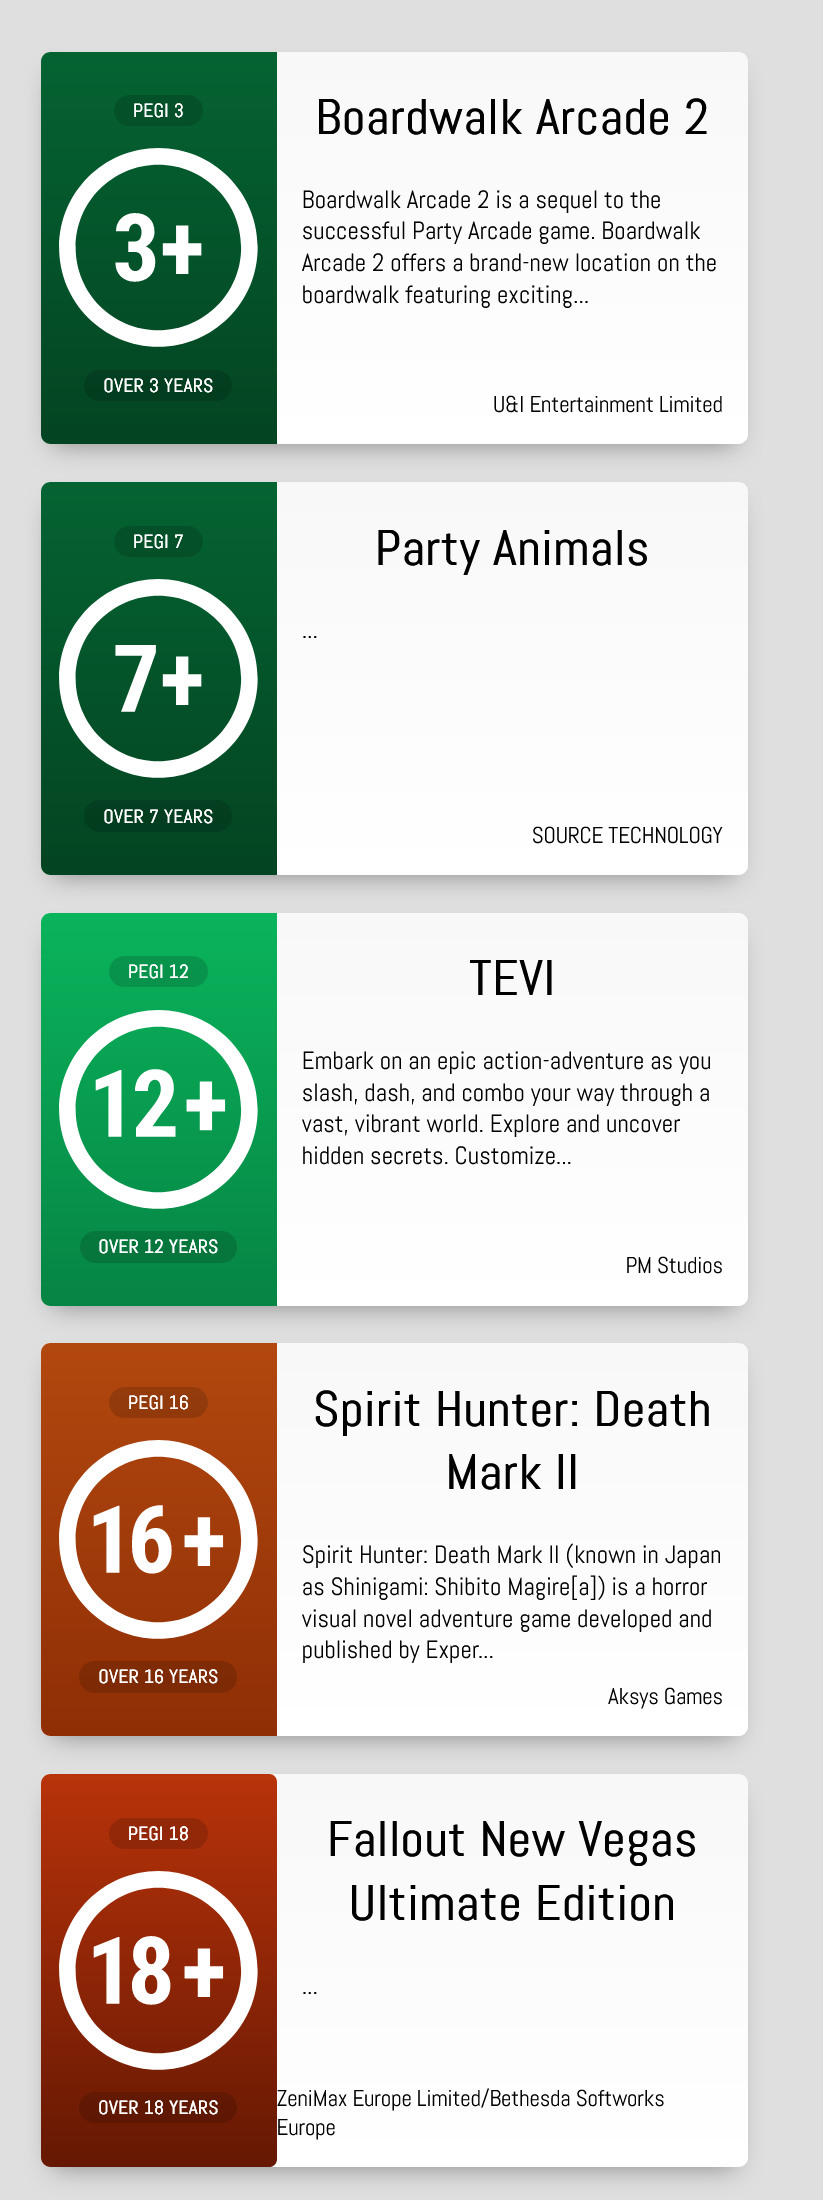 PEGI 3
3+
OVER 3 YEARS
Boardwalk Arcade 2
Boardwalk Arcade 2 is a sequel to the
successful Party Arcade game. Boardwalk
Arcade 2 offers a brand-new location on the
boardwalk featuring exciting...
U&I Entertainment Limited
PEGI 7
7+
OVER 7 YEARS
Party Animals
...
SOURCE TECHNOLOGY
PEGI 12
12+
OVER 12 YEARS
TEVI
Embark on an epic action-adventure as you
slash, dash, and combo your way through a
vast, vibrant world. Explore and uncover
hidden secrets. Customize...
PM Studios
PEGI 16
16+
OVER 16 YEARS
Spirit Hunter: Death
Mark II
Spirit Hunter: Death Mark II (known in Japan
as Shinigami: Shibito Magire[a]) is a horror
visual novel adventure game developed and
published by Exper...
Aksys Games
PEGI 18
18+
OVER 18 YEARS
Fallout New Vegas
Ultimate Edition
...
ZeniMax Europe Limited/Bethesda Softworks
Europe